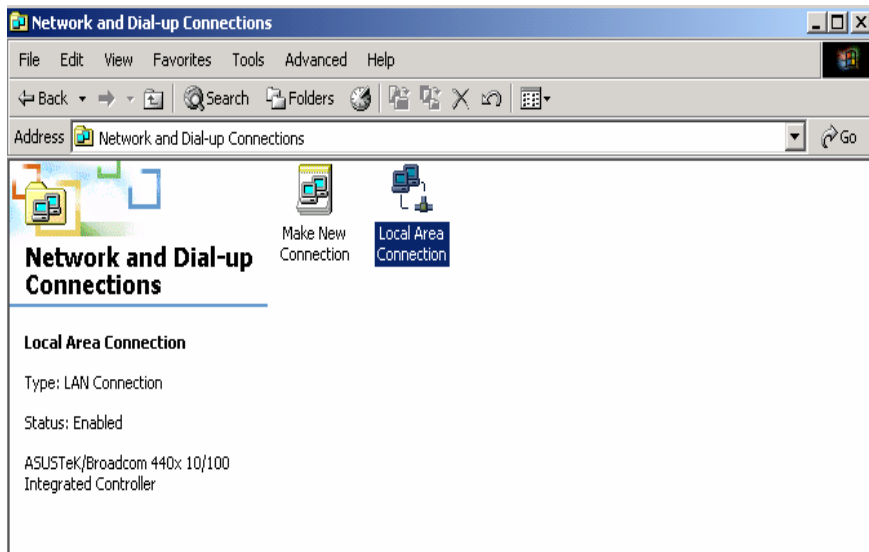 Network and Dial-up Connections
File Edit View Favorites Tools Advanced Help
Back Search Folders
Address Network and Dial-up Connections Go
Make New
Connection
Local Area
Connection
Network and Dial-up
Connections
Local Area Connection
Type: LAN Connection
Status: Enabled
ASUSTeK/Broadcom 440x 10/100
Integrated Controller